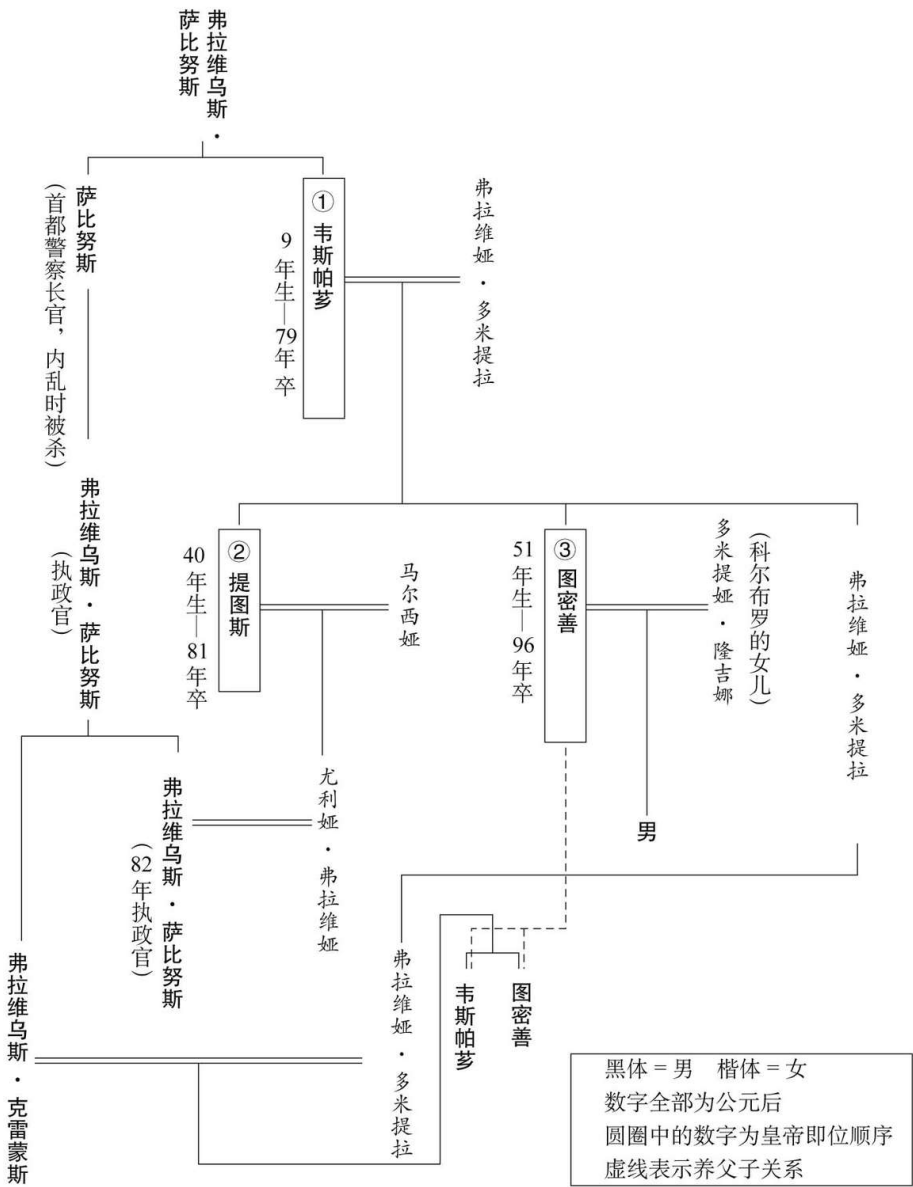 弗拉维乌斯·
萨比努斯
萨比努斯
(首都警察长官,内乱时被杀)
① 韦斯帕芗
9年生—79年卒
弗拉维娅·多米提拉
弗拉维乌斯·萨比努斯
(执政官)
② 提图斯
40年生—81年卒
马尔西娅
③ 图密善
51年生—96年卒
(科尔布罗的女儿)
多米提娅·隆吉娜
弗拉维娅·多米提拉
弗拉维乌斯·萨比努斯
(82年执政官)
尤利娅·弗拉维娅
男
弗拉维乌斯·克雷蒙斯
弗拉维娅·多米提拉
韦斯帕芗
图密善
黑体=男 楷体=女
数字全部为公元后
圆圈中的数字为皇帝即位顺序
虚线表示养父子关系